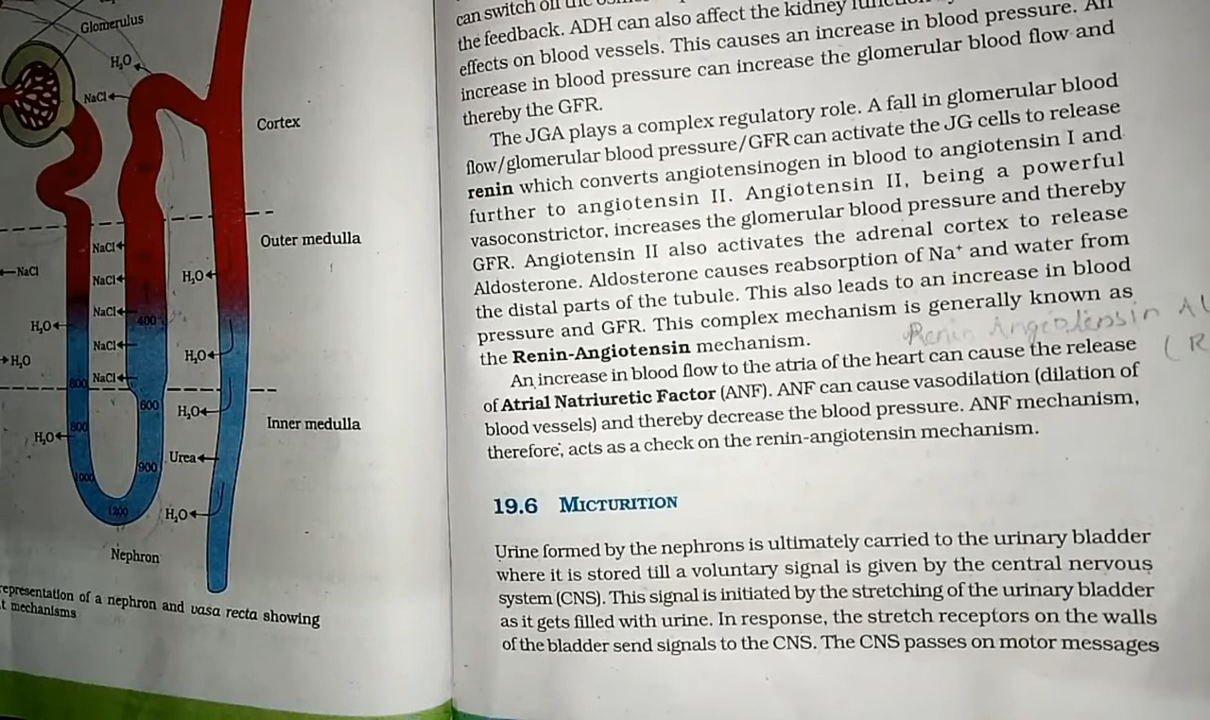 Glomerulus
H₂O
NaCl
Cortex
Outer medulla
NaCl
NaCl
NaCl
H₂O
NaCl
400
H₂O
NaCl
H₂O
H₂O
NaCl
600
600
H₂O
Inner medulla
800
H₂O
Urea
900
1000
1200
H₂O
Nephron
representation of a nephron and vasa recta showing
t mechanisms
can switch off the
the feedback. ADH can also affect the kidney
effects on blood vessels. This causes an increase in blood pressure. An
increase in blood pressure can increase the glomerular blood flow and
thereby the GFR.
The JGA plays a complex regulatory role. A fall in glomerular blood
flow/glomerular blood pressure/GFR can activate the JG cells to release
renin which converts angiotensinogen in blood to angiotensin I and
further to angiotensin II. Angiotensin II, being a powerful
vasoconstrictor, increases the glomerular blood pressure and thereby
GFR. Angiotensin II also activates the adrenal cortex to release
Aldosterone. Aldosterone causes reabsorption of Na⁺ and water from
the distal parts of the tubule. This also leads to an increase in blood
pressure and GFR. This complex mechanism is generally known as
the Renin-Angiotensin mechanism.
Renin Angiotensin
An increase in blood flow to the atria of the heart can cause the release
of Atrial Natriuretic Factor (ANF). ANF can cause vasodilation (dilation of
blood vessels) and thereby decrease the blood pressure. ANF mechanism,
therefore, acts as a check on the renin-angiotensin mechanism.
19.6 MICTURITION
Urine formed by the nephrons is ultimately carried to the urinary bladder
where it is stored till a voluntary signal is given by the central nervous
system (CNS). This signal is initiated by the stretching of the urinary bladder
as it gets filled with urine. In response, the stretch receptors on the walls
of the bladder send signals to the CNS. The CNS passes on motor messages